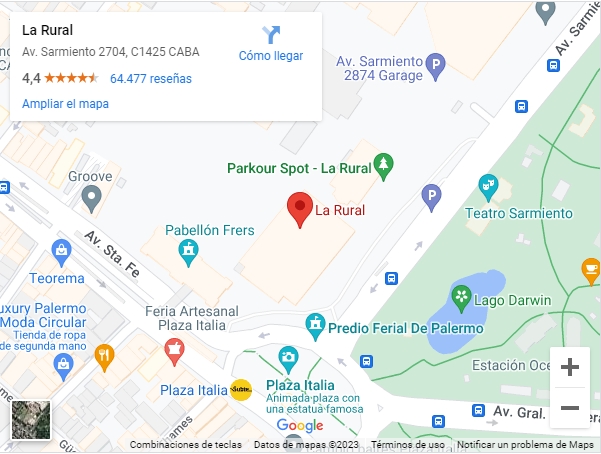 La Rural
Av. Sarmiento 2704, C1425 CABA
4,4
64.477 reseñas
Ampliar el mapa
Cómo llegar
Av. Sarmiento
2874 Garage
Av. Sarmiento
Parkour Spot - La Rural
Groove
La Rural
Teatro Sarmiento
Pabellón Frers
Av. Sta. Fe
Teorema
Lago Darwin
Feria Artesanal
Plaza Italia
Predio Ferial De Palermo
uxury Palermo
Moda Circular
Tienda de ropa
de segunda mano
Estación Oce
Plaza Italia
Subte
Plaza Italia
Animada plaza con
una estatua famosa
Av. Gral.
Google
Combinaciones de teclas
Datos de mapas ©2023
Términos de uso
Notificar un problema de Maps